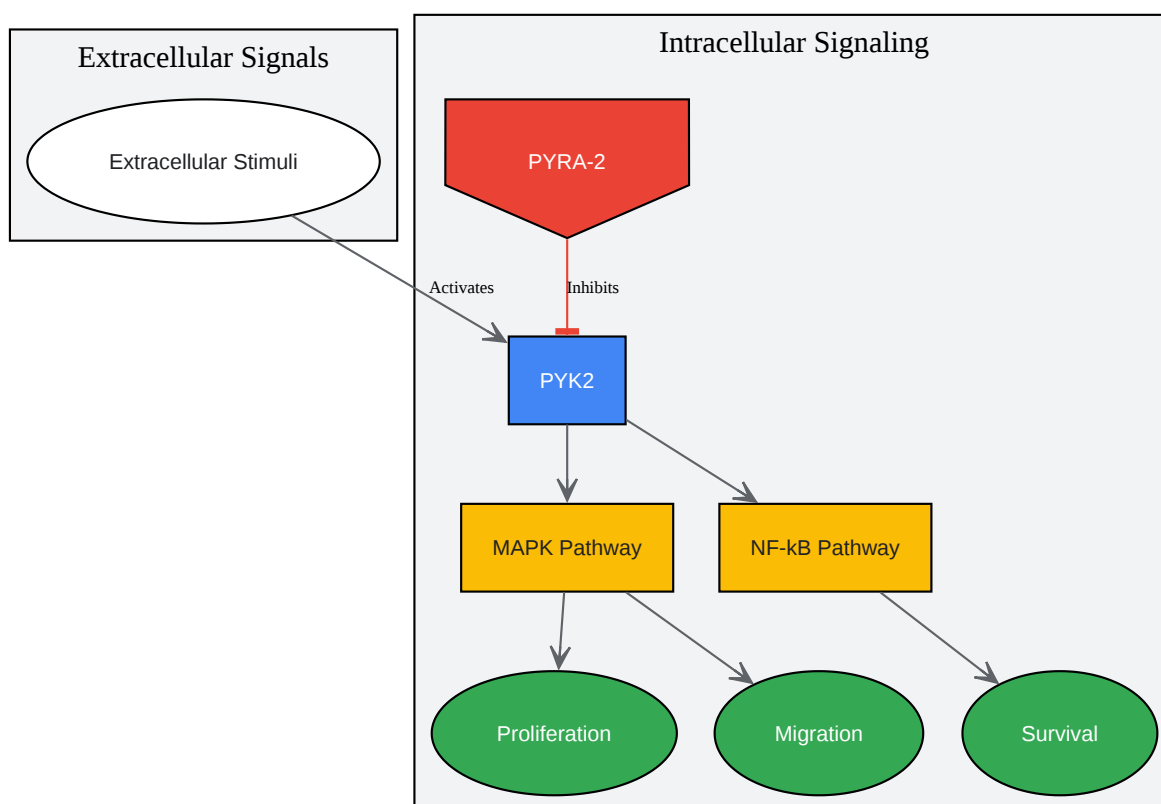 Extracellular Signals
Intracellular Signaling
Extracellular Stimuli
PYRA-2
Activates
Inhibits
PYK2
MAPK Pathway
NF-kB Pathway
Proliferation
Migration
Survival